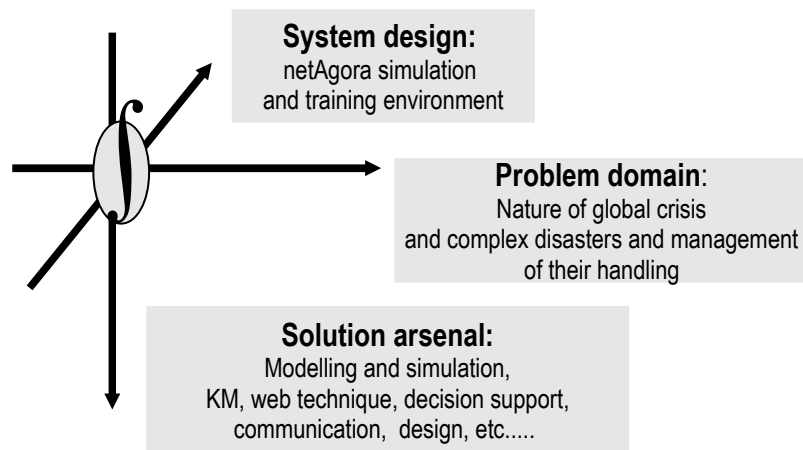 System design:
netAgora simulation
and training environment
Problem domain:
Nature of global crisis
and complex disasters and management
of their handling
Solution arsenal:
Modelling and simulation,
KM, web technique, decision support,
communication, design, etc.....